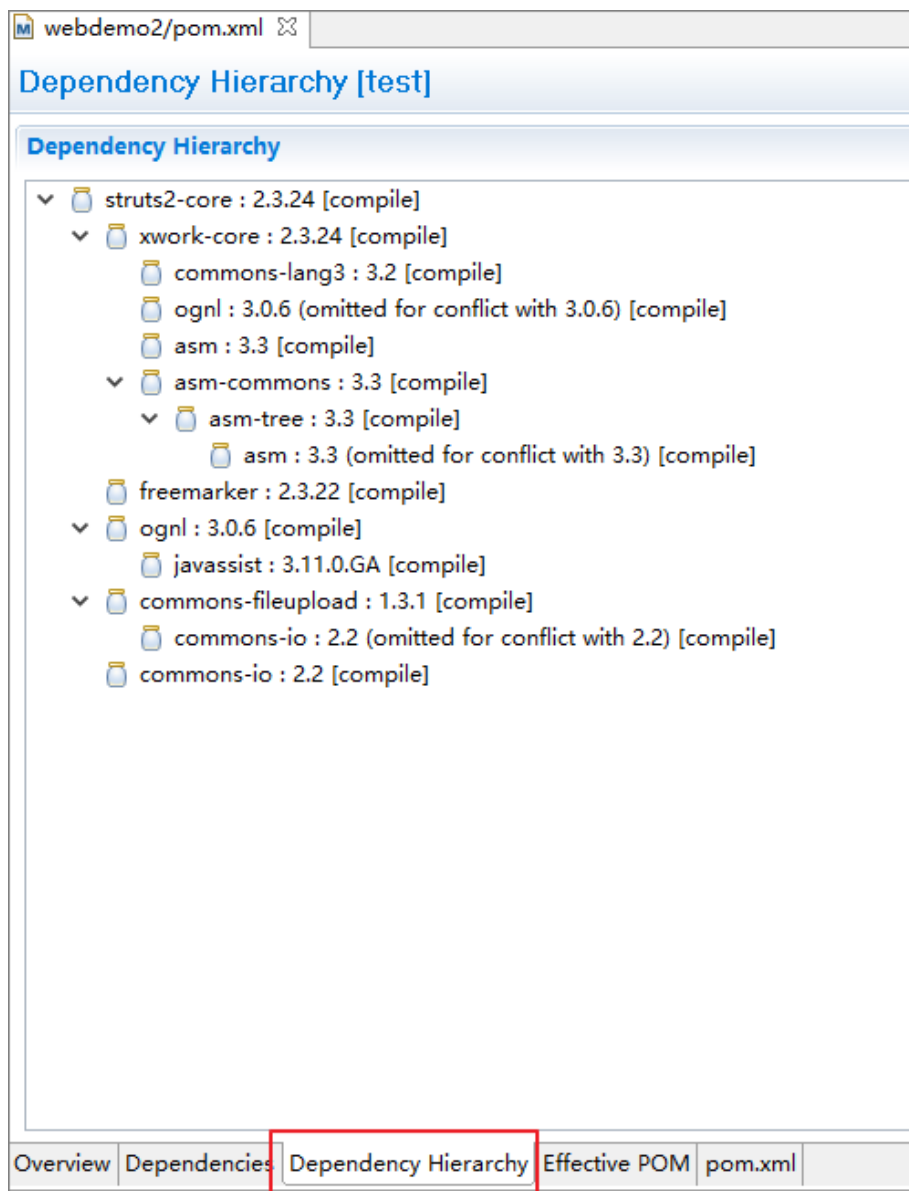 webdemo2/pom.xml
Dependency Hierarchy [test]
Dependency Hierarchy
struts2-core : 2.3.24 [compile]
xwork-core : 2.3.24 [compile]
commons-lang3 : 3.2 [compile]
ognl : 3.0.6 (omitted for conflict with 3.0.6) [compile]
asm : 3.3 [compile]
asm-commons : 3.3 [compile]
asm-tree : 3.3 [compile]
asm : 3.3 (omitted for conflict with 3.3) [compile]
freemarker : 2.3.22 [compile]
ognl : 3.0.6 [compile]
javassist : 3.11.0.GA [compile]
commons-fileupload : 1.3.1 [compile]
commons-io : 2.2 (omitted for conflict with 2.2) [compile]
commons-io : 2.2 [compile]
Overview Dependencies Dependency Hierarchy Effective POM pom.xml